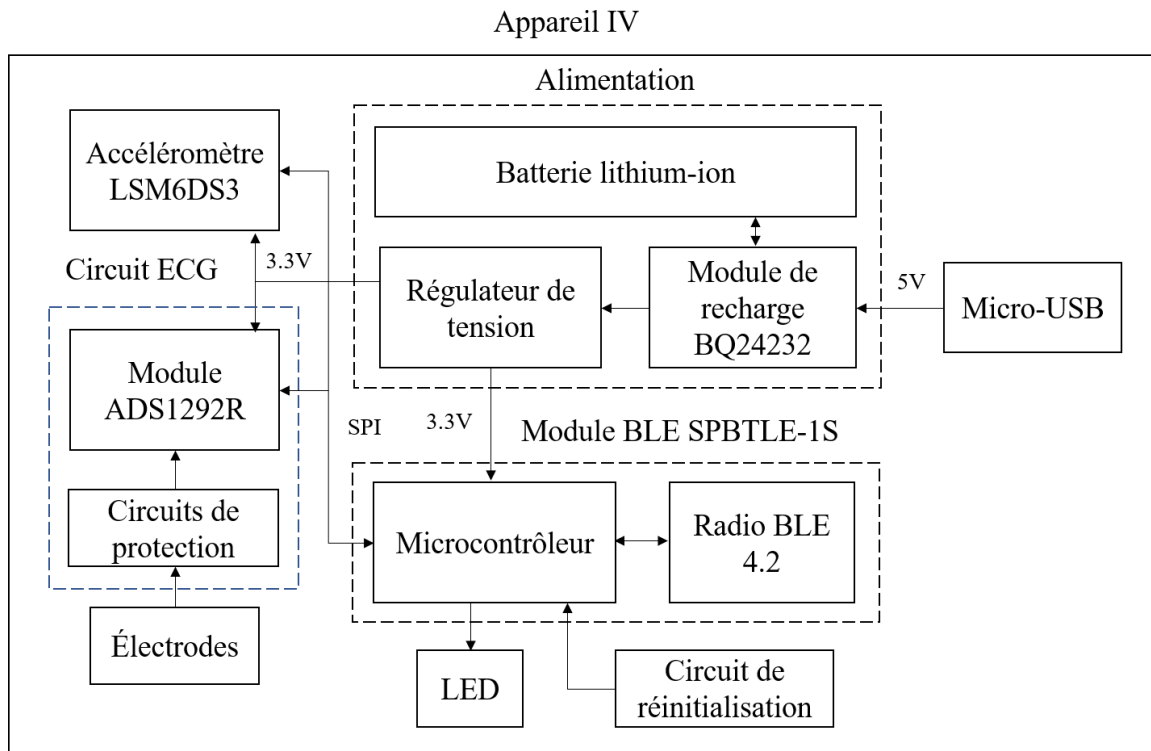 Appareil IV
Alimentation
Accéléromètre
LSM6DS3
Batterie lithium-ion
Circuit ECG
3.3V
Régulateur de
tension
Module de
recharge
BQ24232
5V
Micro-USB
Module
ADS1292R
SPI
3.3V
Module BLE SPBTLE-1S
Circuits de
protection
Microcontrôleur
Radio BLE
4.2
Électrodes
LED
Circuit de
réinitialisation